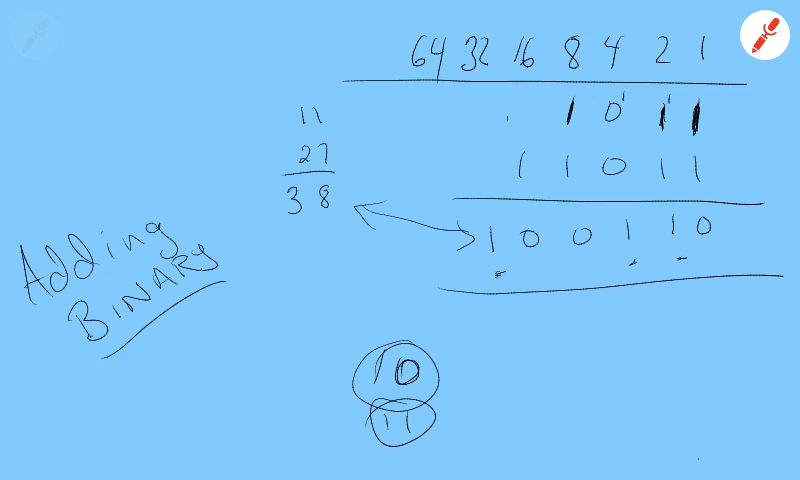 64 32 16 8 4 2 1
11 1 0 1 1
27 1 1 0 1 1
38 1 0 0 1 1 0
Adding
BINARY
10
11